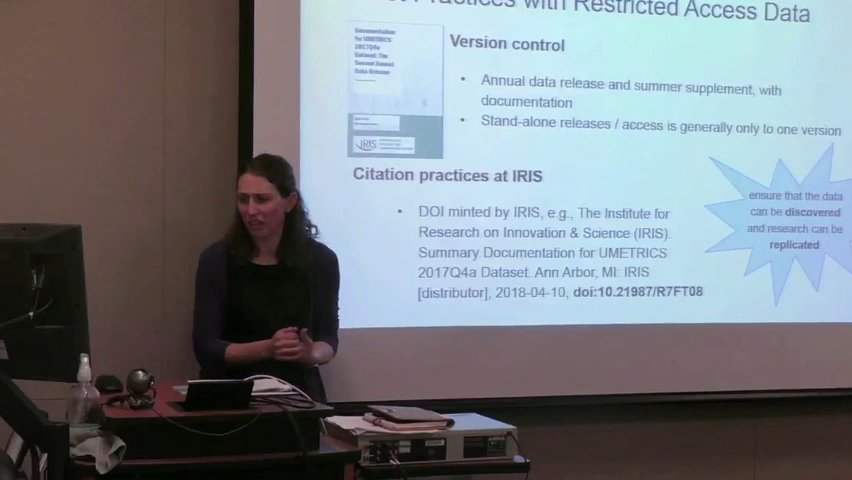 Practices with Restricted Access Data
Documentation
for UMETRICS
2017Q4a
Dataset: The
Summary
Data Release
Version control
• Annual data release and summer supplement, with
documentation
• Stand-alone releases / access is generally only to one version
IRIS
Citation practices at IRIS
• DOI minted by IRIS, e.g., The Institute for
Research on Innovation & Science (IRIS).
Summary Documentation for UMETRICS
2017Q4a Dataset. Ann Arbor, MI: IRIS
[distributor], 2018-04-10, doi:10.21987/R7FT08
ensure that the data
can be discovered
and research can be
replicated